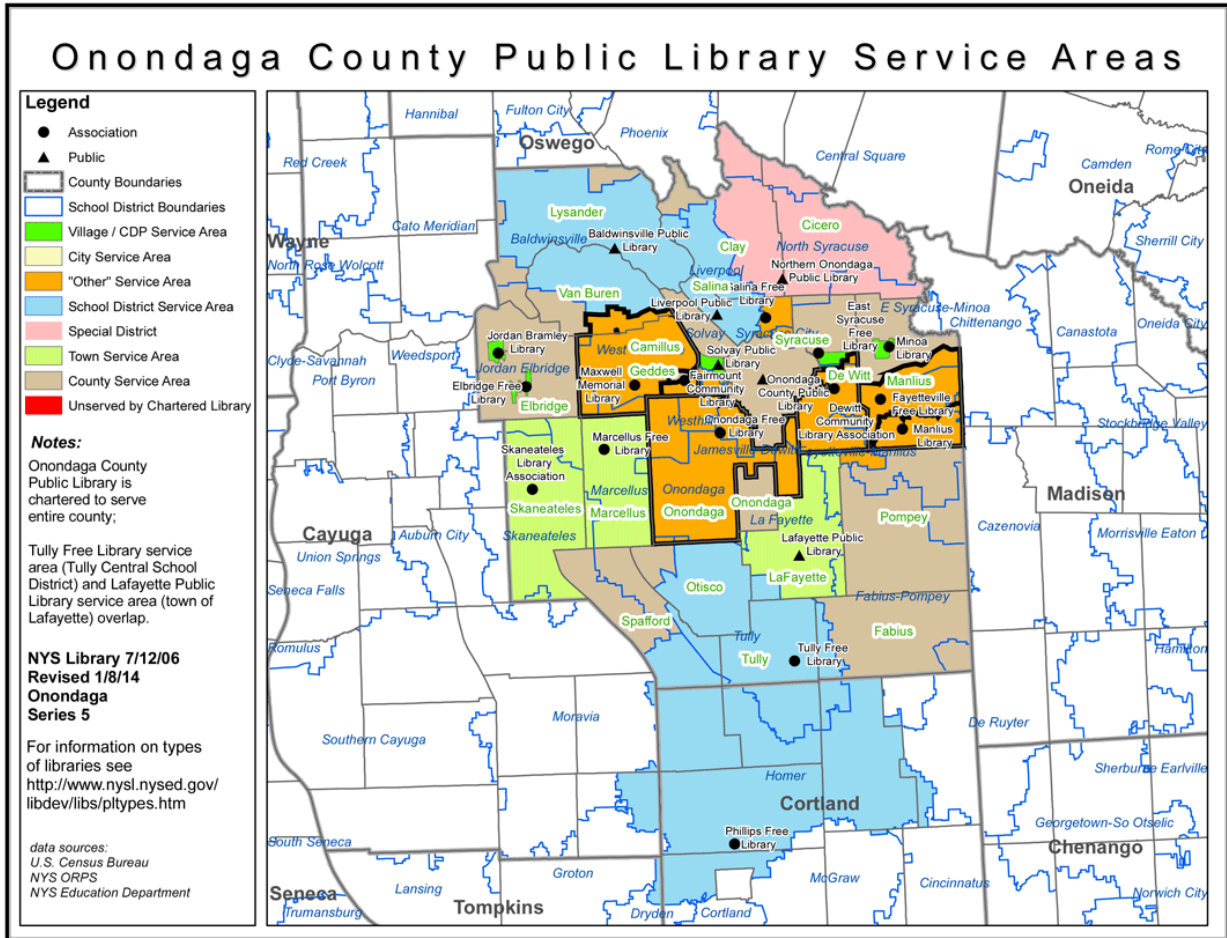 Onondaga County Public Library Service Areas
Legend
Association
Public
County Boundaries
School District Boundaries
Village / CDP Service Area
City Service Area
"Other" Service Area
School District Service Area
Special District
Town Service Area
County Service Area
Unserved by Chartered Library
Notes:
Onondaga County
Public Library is
chartered to serve
entire county;
Tully Free Library service
area (Tully Central School
District) and Lafayette Public
Library service area (town of
Lafayette) overlap.
NYS Library 7/12/06
Revised 1/8/14
Onondaga
Series 5
For information on types
of libraries see
http://www.nysl.nysed.gov/
libdev/libs/pltypes.htm
data sources:
U.S. Census Bureau
NYS ORPS
NYS Education Department
Hannibal
Fulton City
Phoenix
Oswego
Central Square
Red Creek
Camden
Rome City
Oneida
Cato Meridian
Lysander
Baldwinsville
Baldwinsville Public
Library
Clay
Cicero
North Syracuse
Wayne
North Rose Wolcott
Sherrill City
Liverpool
Northern Onondaga
Public Library
Van Buren
Salina
Salina Free
Library
Liverpool Public
Library
East
Syracuse
Free
Library
E Syracuse-Minoa
Chittenango
Oneida City
Canastota
Solvay
Syracuse City
Jordan Bramley
Library
West
Camillus
Solvay Public
Library
Syracuse
Minoa
Library
Clyde-Savannah
Weedsport
Port Byron
Jordan Elbridge
Elbridge Free
Library
Elbridge
Maxwell
Memorial
Library
Geddes
Fairmount
Community
Library
Onondaga
County Public
Library
De Witt
Dewitt
Community
Library Association
Manlius
Fayetteville
Free Library
Manlius
Library
Stockbridge Valley
Westhill
Onondaga Free
Library
Jamesville Dewitt
Fayetteville-Manlius
Marcellus Free
Library
Skaneateles
Library
Association
Marcellus
Onondaga
Onondaga
Onondaga
Skaneateles
Marcellus
Skaneateles
La Fayette
Lafayette Public
Library
LaFayette
Pompey
Madison
Cazenovia
Morrisville Eaton
Cayuga
Auburn City
Union Springs
Seneca Falls
Otisco
Fabius-Pompey
Spafford
Fabius
Tully
Tully
Tully Free
Library
Romulus
Hamilton
Moravia
Southern Cayuga
De Ruyter
Homer
Cortland
Sherburne Earlville
Georgetown-So Otselic
Chenango
South Seneca
Phillips Free
Library
Groton
McGraw
Cincinnatus
Seneca
Lansing
Trumansburg
Tompkins
Dryden
Cortland
Norwich City